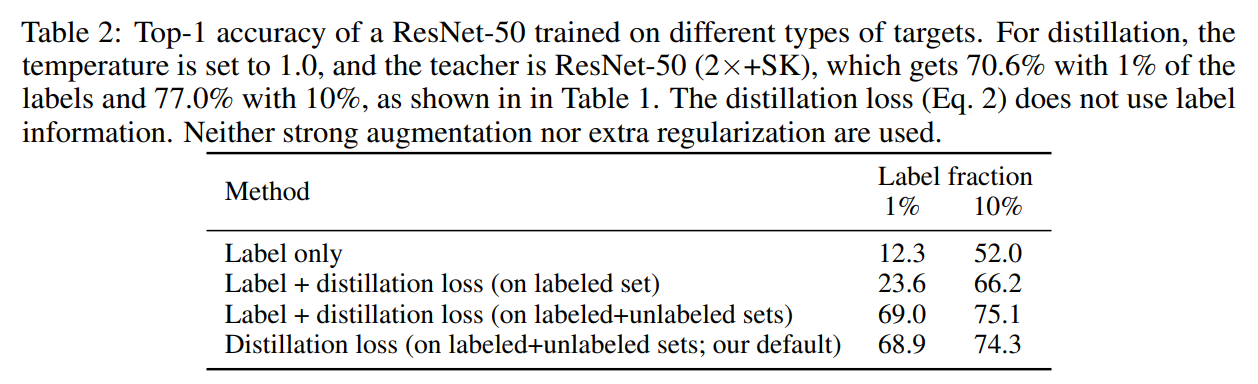 Table 2: Top-1 accuracy of a ResNet-50 trained on different types of targets. For distillation, the
temperature is set to 1.0, and the teacher is ResNet-50 (2×+SK), which gets 70.6% with 1% of the
labels and 77.0% with 10%, as shown in in Table 1. The distillation loss (Eq. 2) does not use label
information. Neither strong augmentation nor extra regularization are used.
Method Label fraction
1% 10%
Label only 12.3 52.0
Label + distillation loss (on labeled set) 23.6 66.2
Label + distillation loss (on labeled+unlabeled sets) 69.0 75.1
Distillation loss (on labeled+unlabeled sets; our default) 68.9 74.3